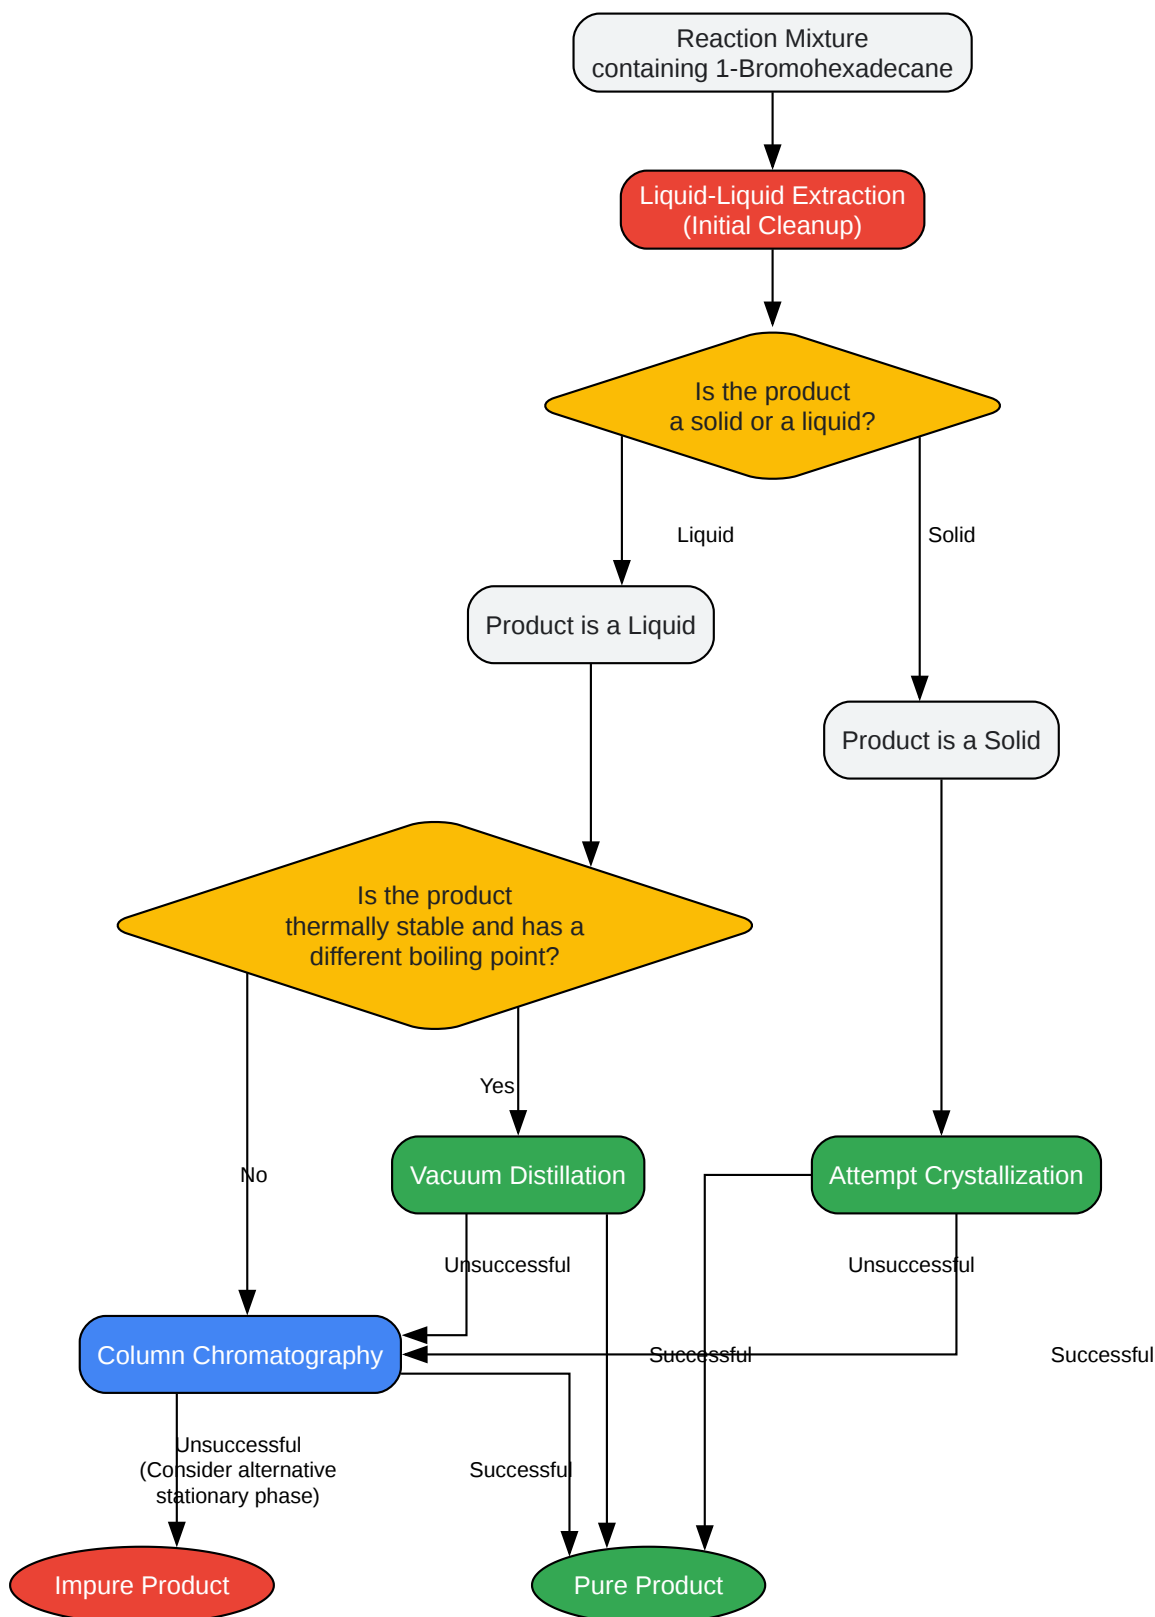 Reaction Mixture
containing 1-Bromohexadecane
Liquid-Liquid Extraction
(Initial Cleanup)
Is the product
a solid or a liquid?
Liquid
Solid
Product is a Liquid
Product is a Solid
Is the product
thermally stable and has a
different boiling point?
Yes
No
Vacuum Distillation
Attempt Crystallization
Unsuccessful
Unsuccessful
Column Chromatography
Successful
Successful
Unsuccessful
(Consider alternative
stationary phase)
Successful
Impure Product
Pure Product